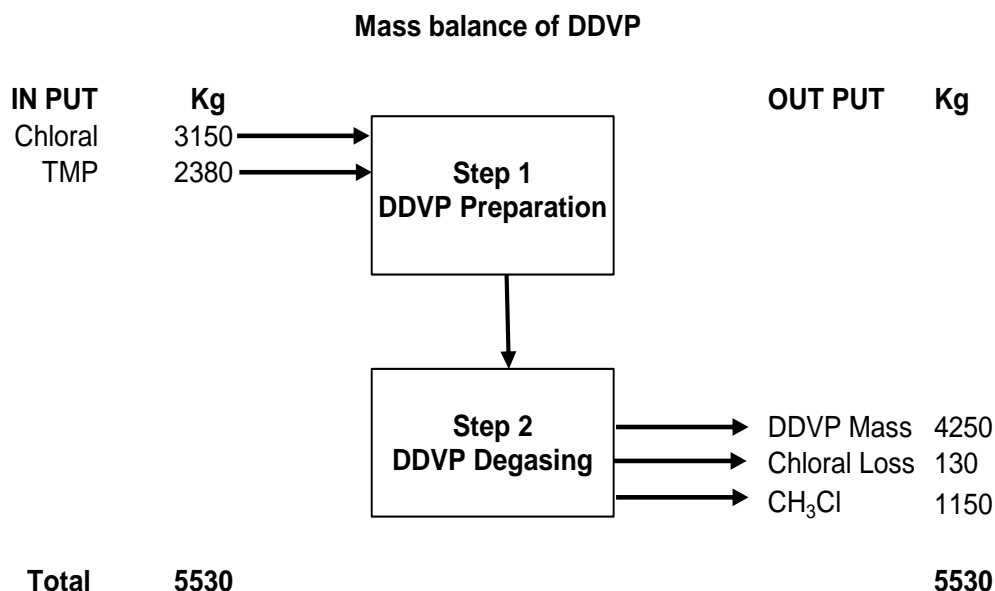 Mass balance of DDVP
IN PUT Kg OUT PUT Kg
Chloral 3150
TMP 2380
Step 1
DDVP Preparation
Step 2
DDVP Degasing
DDVP Mass 4250
Chloral Loss 130
CH₃Cl 1150
Total 5530 5530